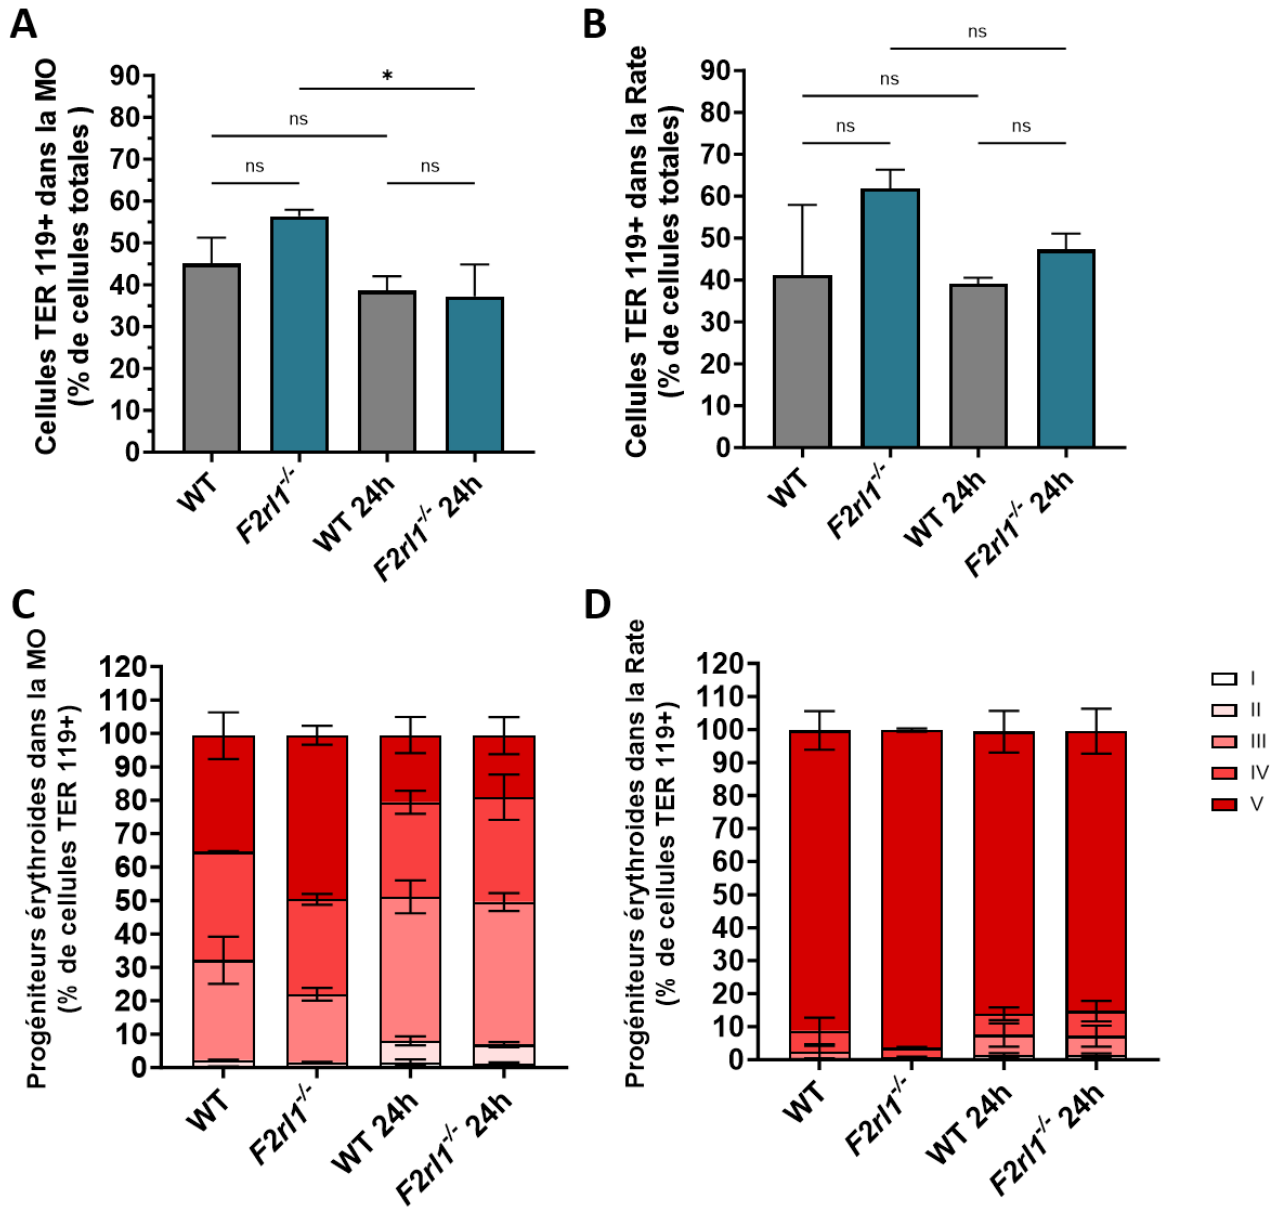 A
Cellules TER 119+ dans la MO
(% de cellules totales )
90
80
70
60
50
40
30
20
10
0
*
ns
ns
ns
WT
F2rl1-/-
WT 24h
F2rl1-/- 24h
B
Cellules TER 119+ dans la Rate
(% de cellules totales)
90
80
70
60
50
40
30
20
10
0
ns
ns
ns
ns
WT
F2rl1-/-
WT 24h
F2rl1-/- 24h
C
Progéniteurs érythroides dans la MO
(% de cellules TER 119+)
120
110
100
90
80
70
60
50
40
30
20
10
0
WT
F2rl1-/-
WT 24h
F2rl1-/- 24h
D
Progéniteurs érythroides dans la Rate
(% de cellules TER 119+)
120
110
100
90
80
70
60
50
40
30
20
10
0
WT
F2rl1-/-
WT 24h
F2rl1-/- 24h
I
II
III
IV
V